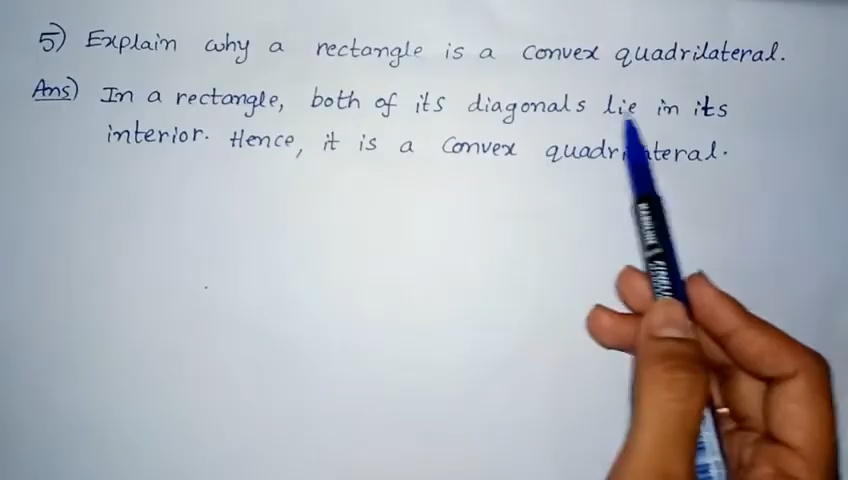 5) Explain why a rectangle is a convex quadrilateral.
Ans) In a rectangle, both of its diagonals lie in its
interior. Hence, it is a convex quadrilateral.